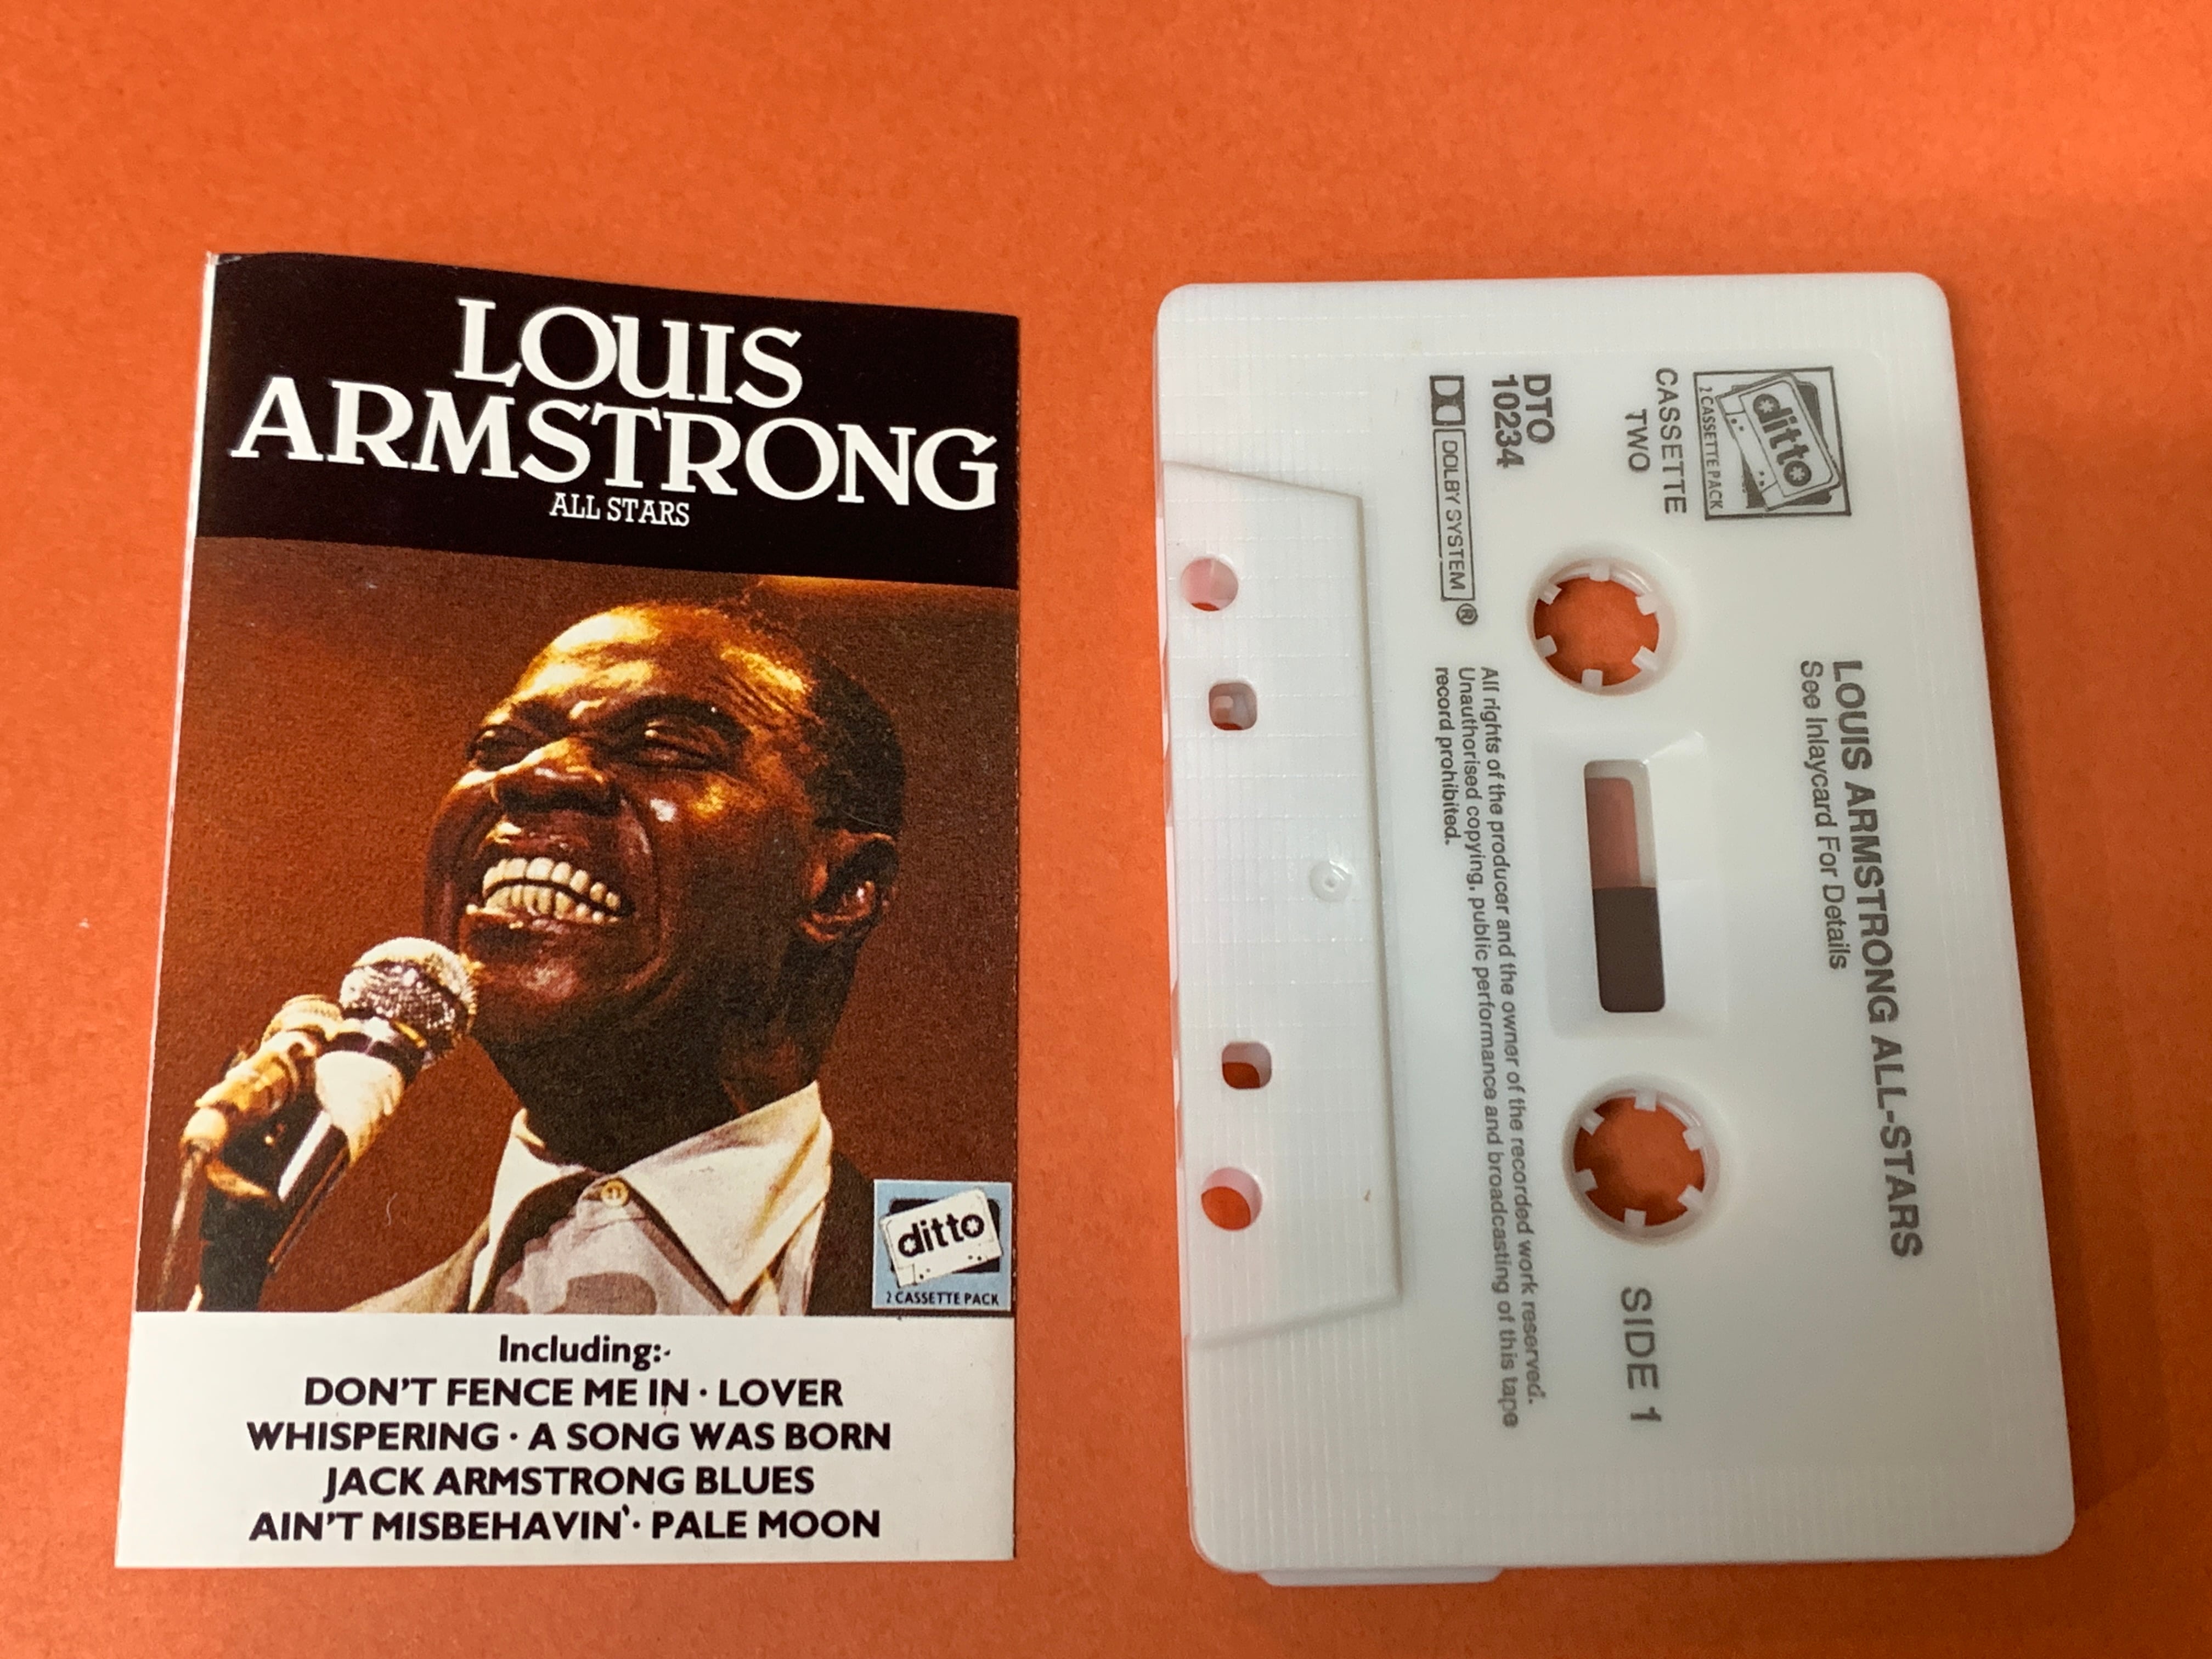 LOUIS
ARMSTRONG
ALL STARS
ditto
2 CASSETTE PACK
Including:-
DON'T FENCE ME IN · LOVER
WHISPERING · A SONG WAS BORN
JACK ARMSTRONG BLUES
AIN'T MISBEHAVIN' · PALE MOON
LOUIS ARMSTRONG ALL-STARS
See Inlaycard For Details
ditto
2 CASSETTE PACK
CASSETTE
TWO
SIDE 1
DTO
10234
DOLBY SYSTEM ®
All rights of the producer and the owner of the recorded work reserved.
Unauthorised copying, public performance and broadcasting of this tape
record prohibited.